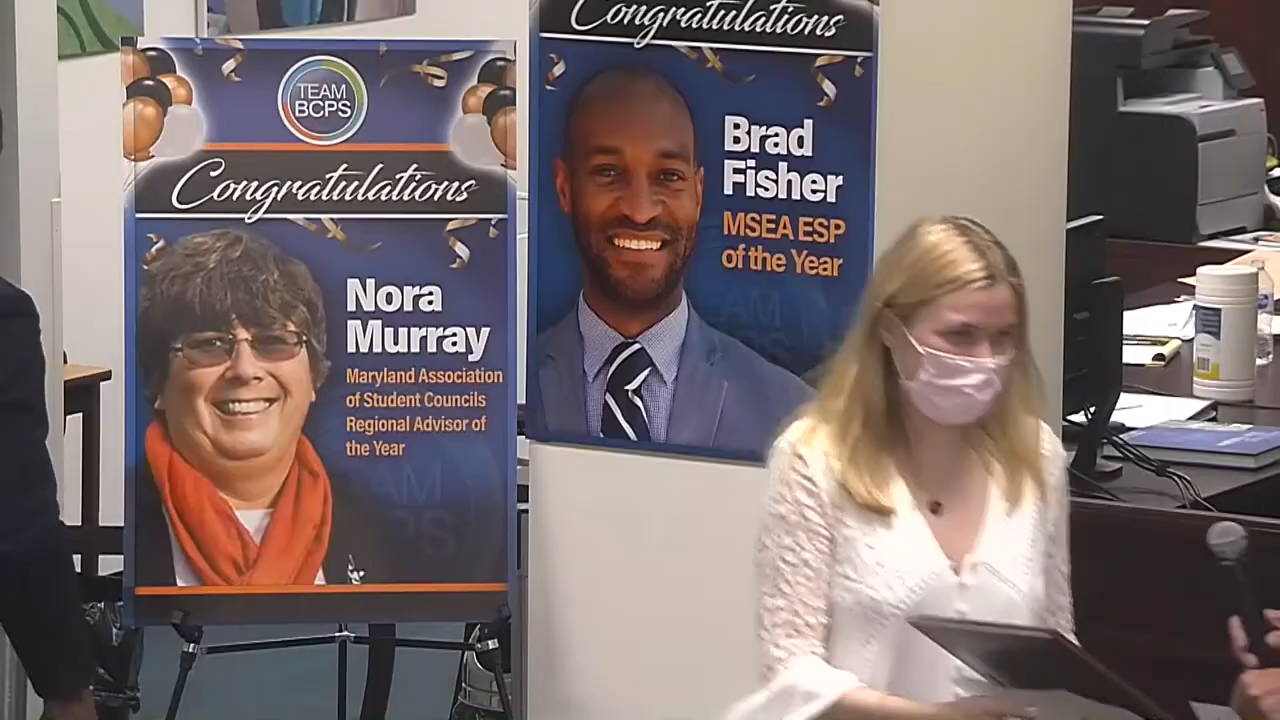 TEAM
BCPS
Congratulations
Nora
Murray
Maryland Association
of Student Councils
Regional Advisor of
the Year
Congratulations
Brad
Fisher
MSEA ESP
of the Year
TEAM